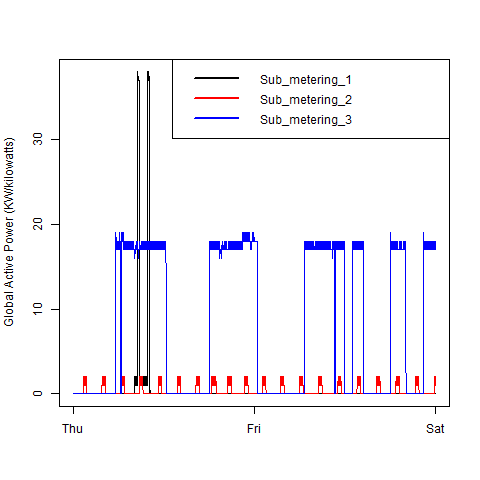 Sub_metering_1
Sub_metering_2
Sub_metering_3
Global Active Power (KW/kilowatts)
30
20
10
0
Thu Fri Sat